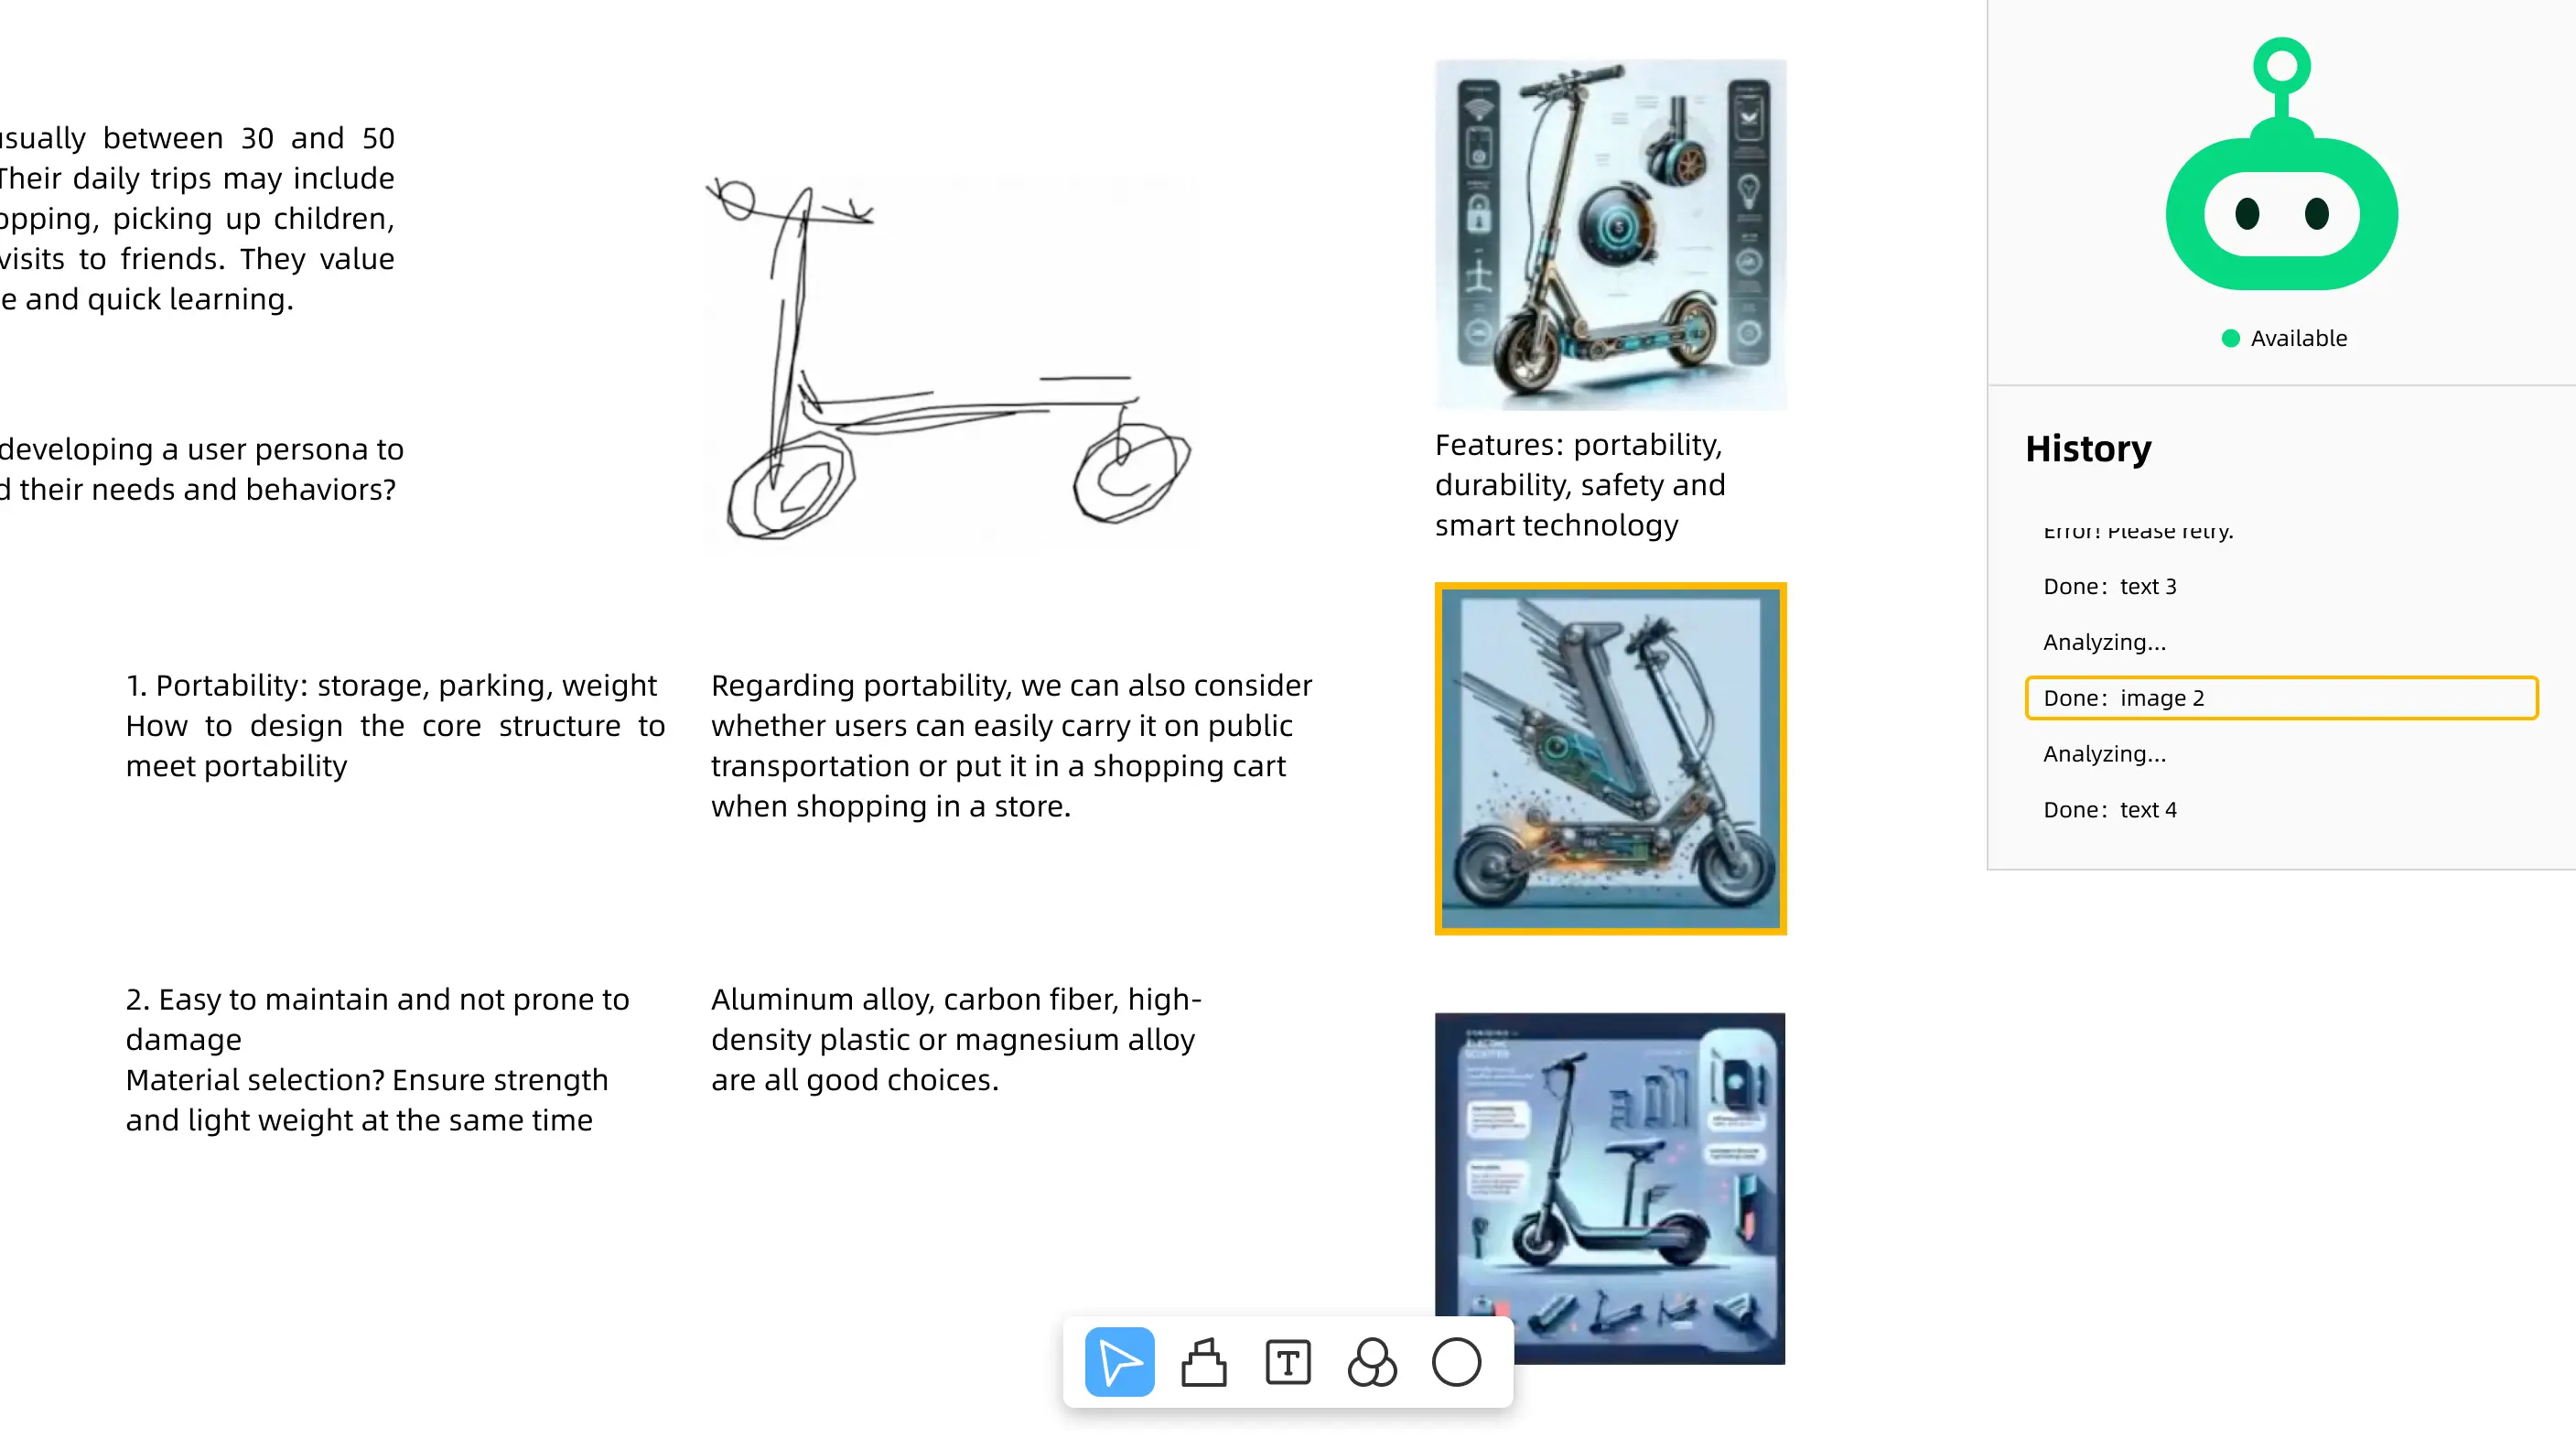 usually between 30 and 50
Their daily trips may include
opping, picking up children,
visits to friends. They value
e and quick learning.
developing a user persona to
d their needs and behaviors?
1. Portability: storage, parking, weight
How to design the core structure to
meet portability
Regarding portability, we can also consider
whether users can easily carry it on public
transportation or put it in a shopping cart
when shopping in a store.
2. Easy to maintain and not prone to
damage
Material selection? Ensure strength
and light weight at the same time
Aluminum alloy, carbon fiber, high-
density plastic or magnesium alloy
are all good choices.
Features: portability,
durability, safety and
smart technology
Available
History
Error! Please retry.
Done: text 3
Analyzing...
Done: image 2
Analyzing...
Done: text 4
T